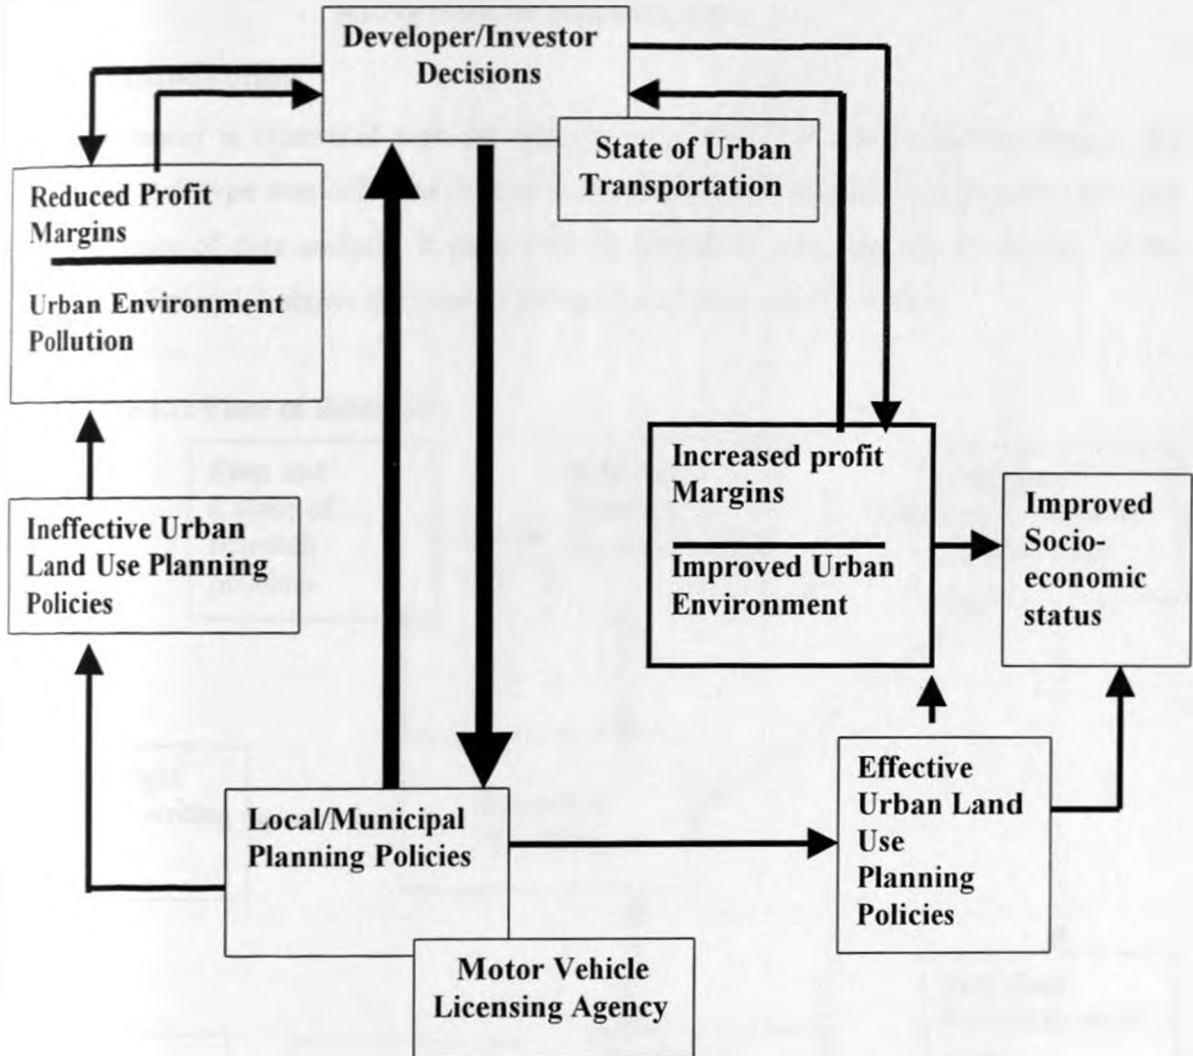 Developer/Investor
Decisions
State of Urban
Transportation
Reduced Profit
Margins
Urban Environment
Pollution
Increased profit
Margins
Improved Urban
Environment
Improved
Socio-
economic
status
Ineffective Urban
Land Use Planning
Policies
Effective
Urban Land
Use
Planning
Policies
Local/Municipal
Planning Policies
Motor Vehicle
Licensing Agency